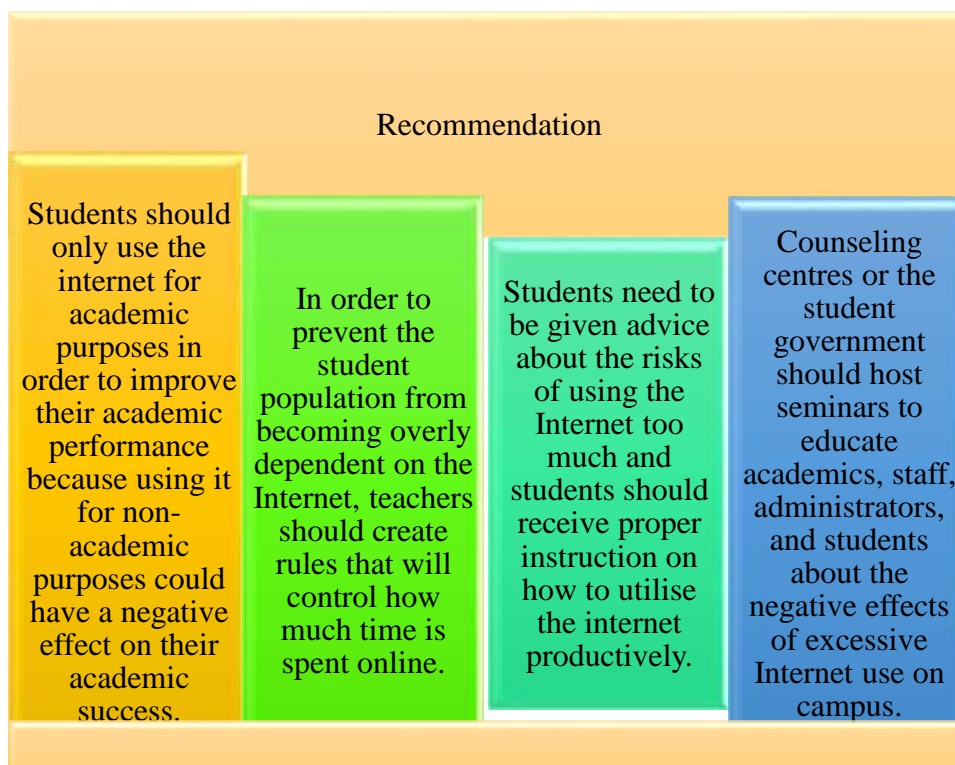 Recommendation
Students should
only use the
internet for
academic
purposes in
order to improve
their academic
performance
because using it
for non-
academic
purposes could
have a negative
effect on their
academic
success.
In order to
prevent the
student
population from
becoming overly
dependent on the
Internet, teachers
should create
rules that will
control how
much time is
spent online.
Students need to
be given advice
about the risks
of using the
Internet too
much and
students should
receive proper
instruction on
how to utilise
the internet
productively.
Counseling
centres or the
student
government
should host
seminars to
educate
academics, staff,
administrators,
and students
about the
negative effects
of excessive
Internet use on
campus.